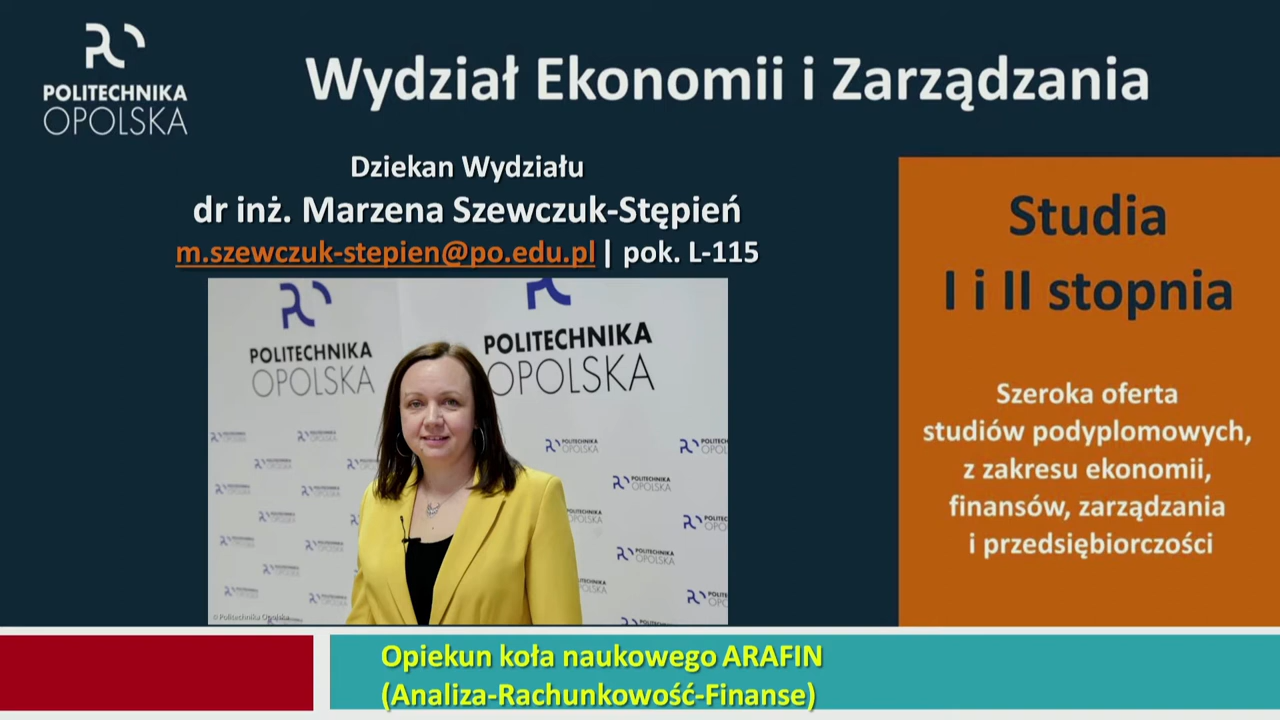 POLITECHNIKA
OPOLSKA
Wydział Ekonomii i Zarządzania
Dziekan Wydziału
dr inż. Marzena Szewczuk-Stępień
m.szewczuk-stepien@po.edu.pl | pok. L-115
POLITECHNIKA
OPOLSKA
POLITECHNIKA
OPOLSKA
© Politechnika Opolska
Studia
I i II stopnia
Szeroka oferta
studiów podyplomowych,
z zakresu ekonomii,
finansów, zarządzania
i przedsiębiorczości
Opiekun koła naukowego ARAFIN
(Analiza-Rachunkowość-Finanse)